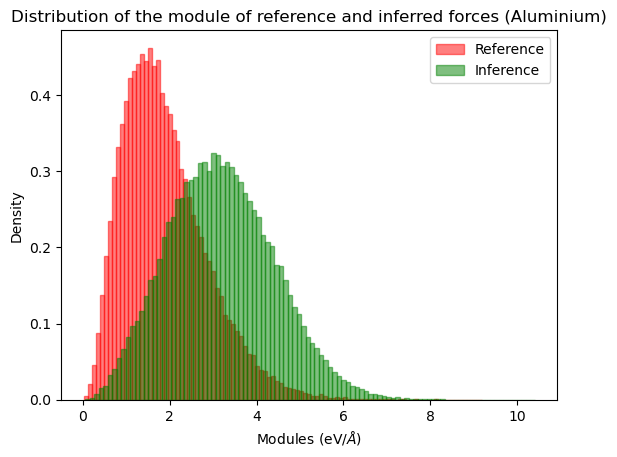 Distribution of the module of reference and inferred forces (Aluminium)
Reference
Inference
0.4
0.3
0.2
0.1
0.0
Density
0 2 4 6 8 10
Modules (eV/Å)